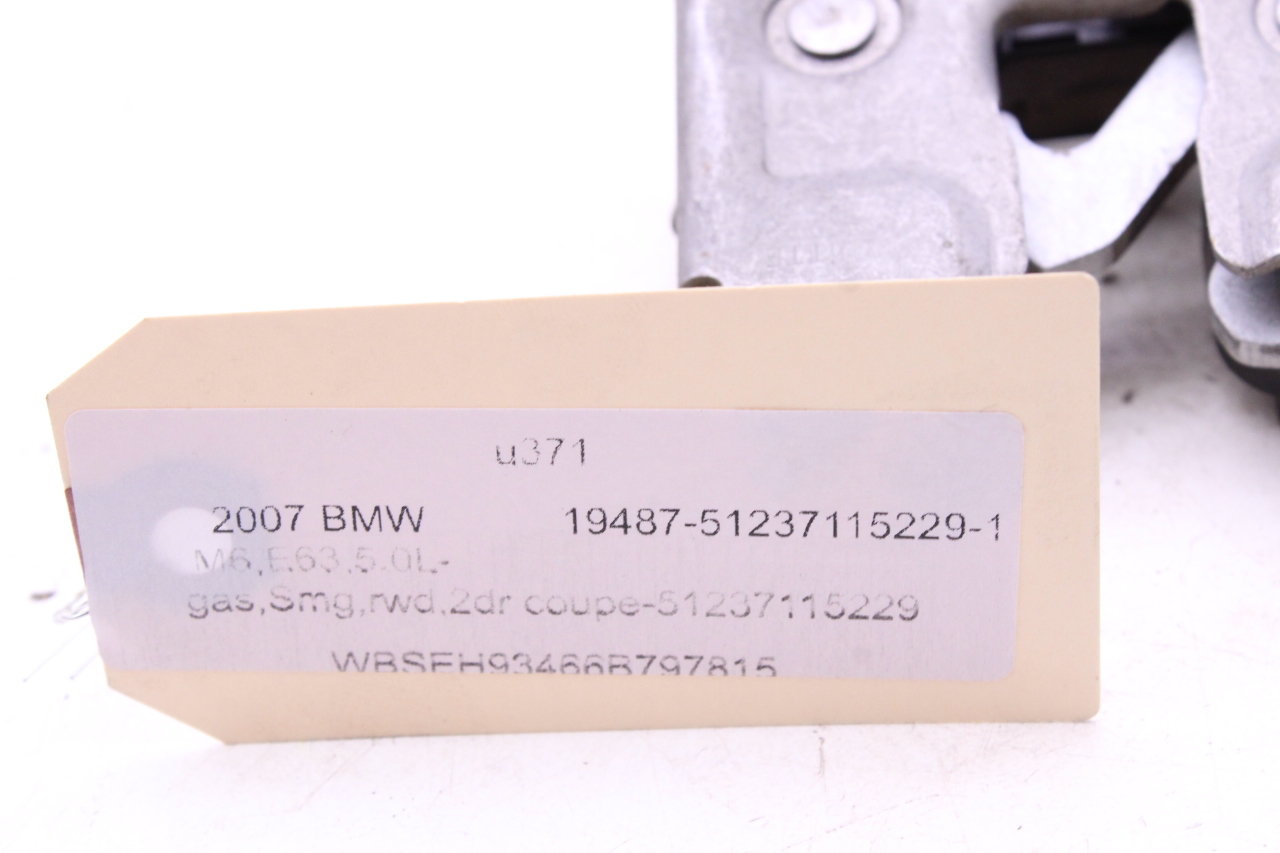 u371
2007 BMW 19487-51237115229-1
M6,E63,5.0L-
gas,Smg,rwd,2dr coupe-51237115229
WBSEH93466B797815